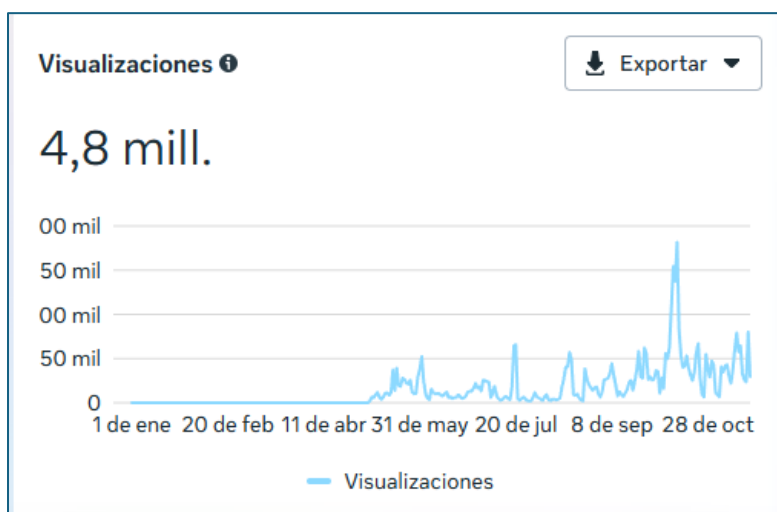 Visualizaciones
Exportar
4,8 mill.
00 mil
50 mil
00 mil
50 mil
0
1 de ene 20 de feb 11 de abr 31 de may 20 de jul 8 de sep 28 de oct
Visualizaciones